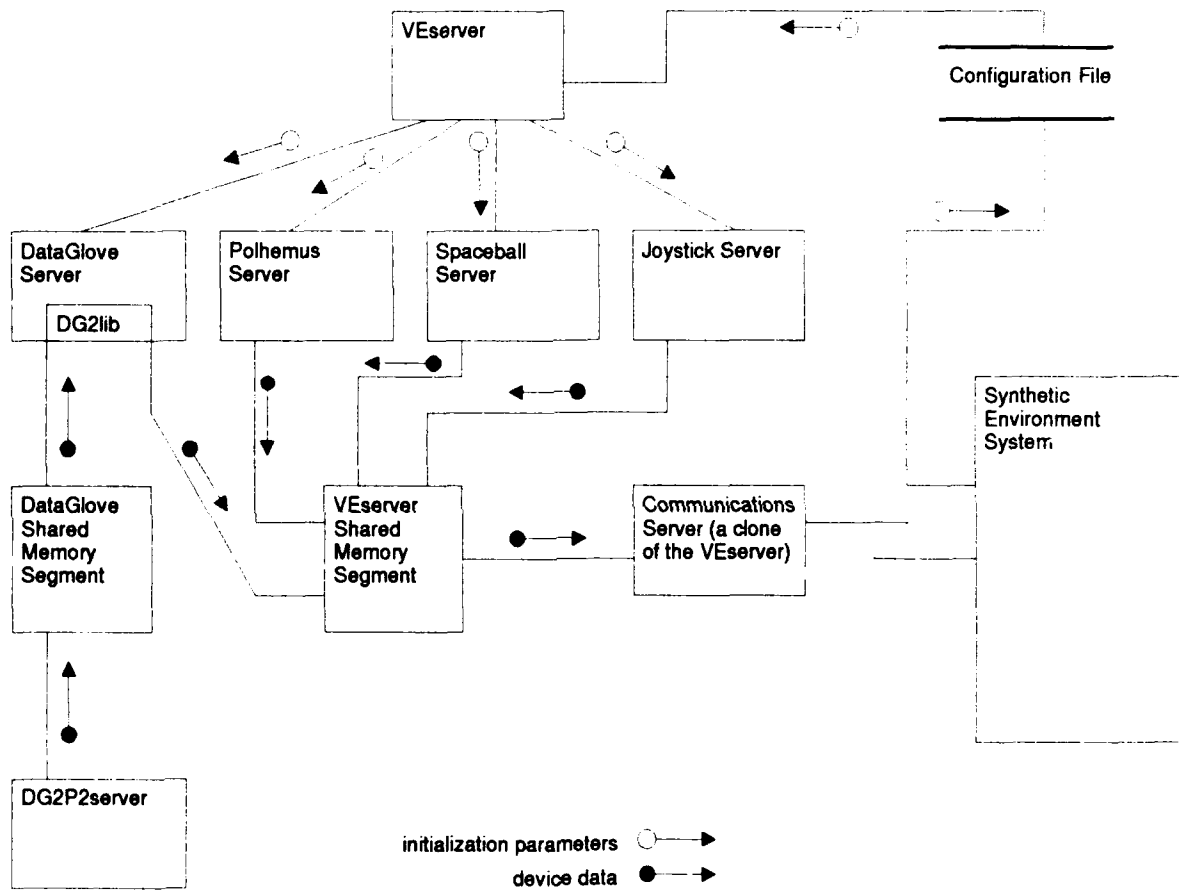 VEserver
Configuration File
DataGlove
Server
DG2lib
Polhemus
Server
Spaceball
Server
Joystick Server
Synthetic
Environment
System
DataGlove
Shared
Memory
Segment
VEserver
Shared
Memory
Segment
Communications
Server (a clone
of the VEserver)
DG2P2server
initialization parameters
device data